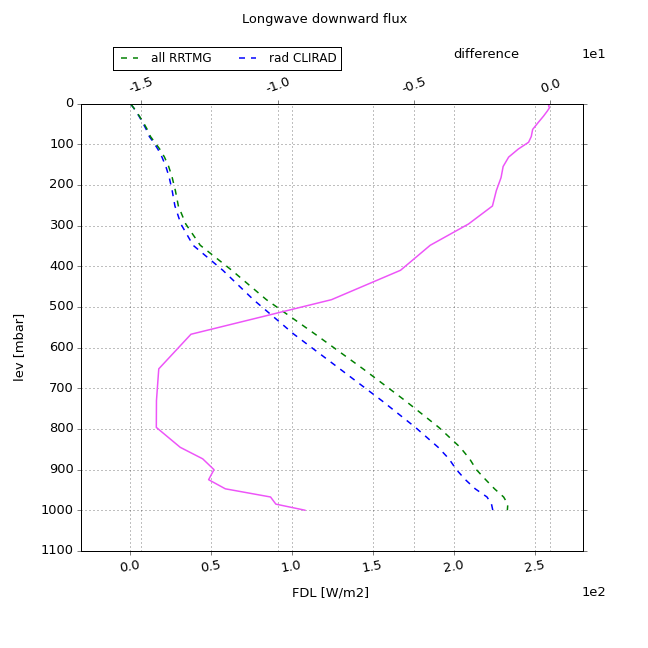 Longwave downward flux
all RRTMG rad CLIRAD difference 1e1
-1.5 -1.0 -0.5 0.0
0
100
200
300
400
500
600
700
800
900
1000
1100
lev [mbar]
0.0 0.5 1.0 1.5 2.0 2.5
FDL [W/m2] 1e2